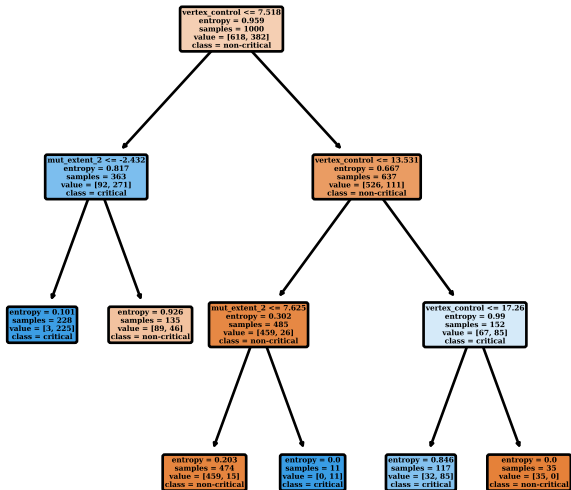 vertex_control <= 7.518
entropy = 0.959
samples = 1000
value = [618, 382]
class = non-critical
mut_extent_2 <= -2.432
entropy = 0.817
samples = 363
value = [92, 271]
class = critical
vertex_control <= 13.531
entropy = 0.667
samples = 637
value = [526, 111]
class = non-critical
entropy = 0.101
samples = 228
value = [3, 225]
class = critical
entropy = 0.926
samples = 135
value = [89, 46]
class = non-critical
mut_extent_2 <= 7.625
entropy = 0.302
samples = 485
value = [459, 26]
class = non-critical
vertex_control <= 17.26
entropy = 0.99
samples = 152
value = [67, 85]
class = critical
entropy = 0.203
samples = 474
value = [459, 15]
class = non-critical
entropy = 0.0
samples = 11
value = [0, 11]
class = critical
entropy = 0.846
samples = 117
value = [32, 85]
class = critical
entropy = 0.0
samples = 35
value = [35, 0]
class = non-critical